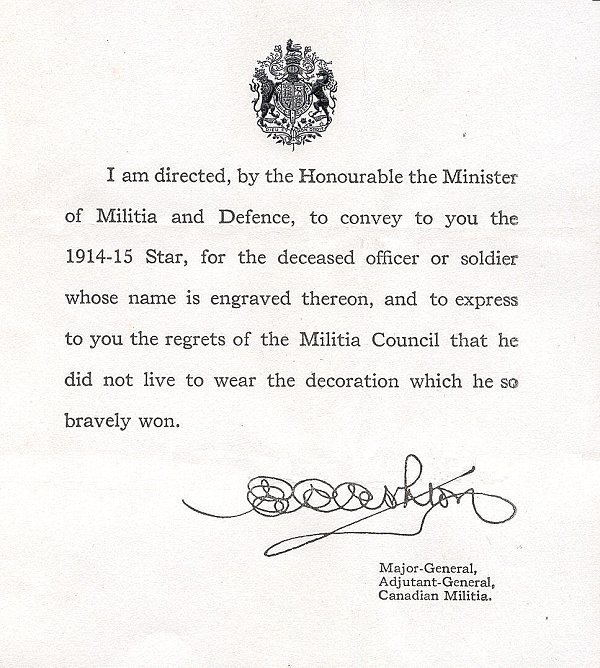 I am directed, by the Honourable the Minister
of Militia and Defence, to convey to you the
1914-15 Star, for the deceased officer or soldier
whose name is engraved thereon, and to express
to you the regrets of the Militia Council that he
did not live to wear the decoration which he so
bravely won.
Ashton
Major-General,
Adjutant-General,
Canadian Militia.